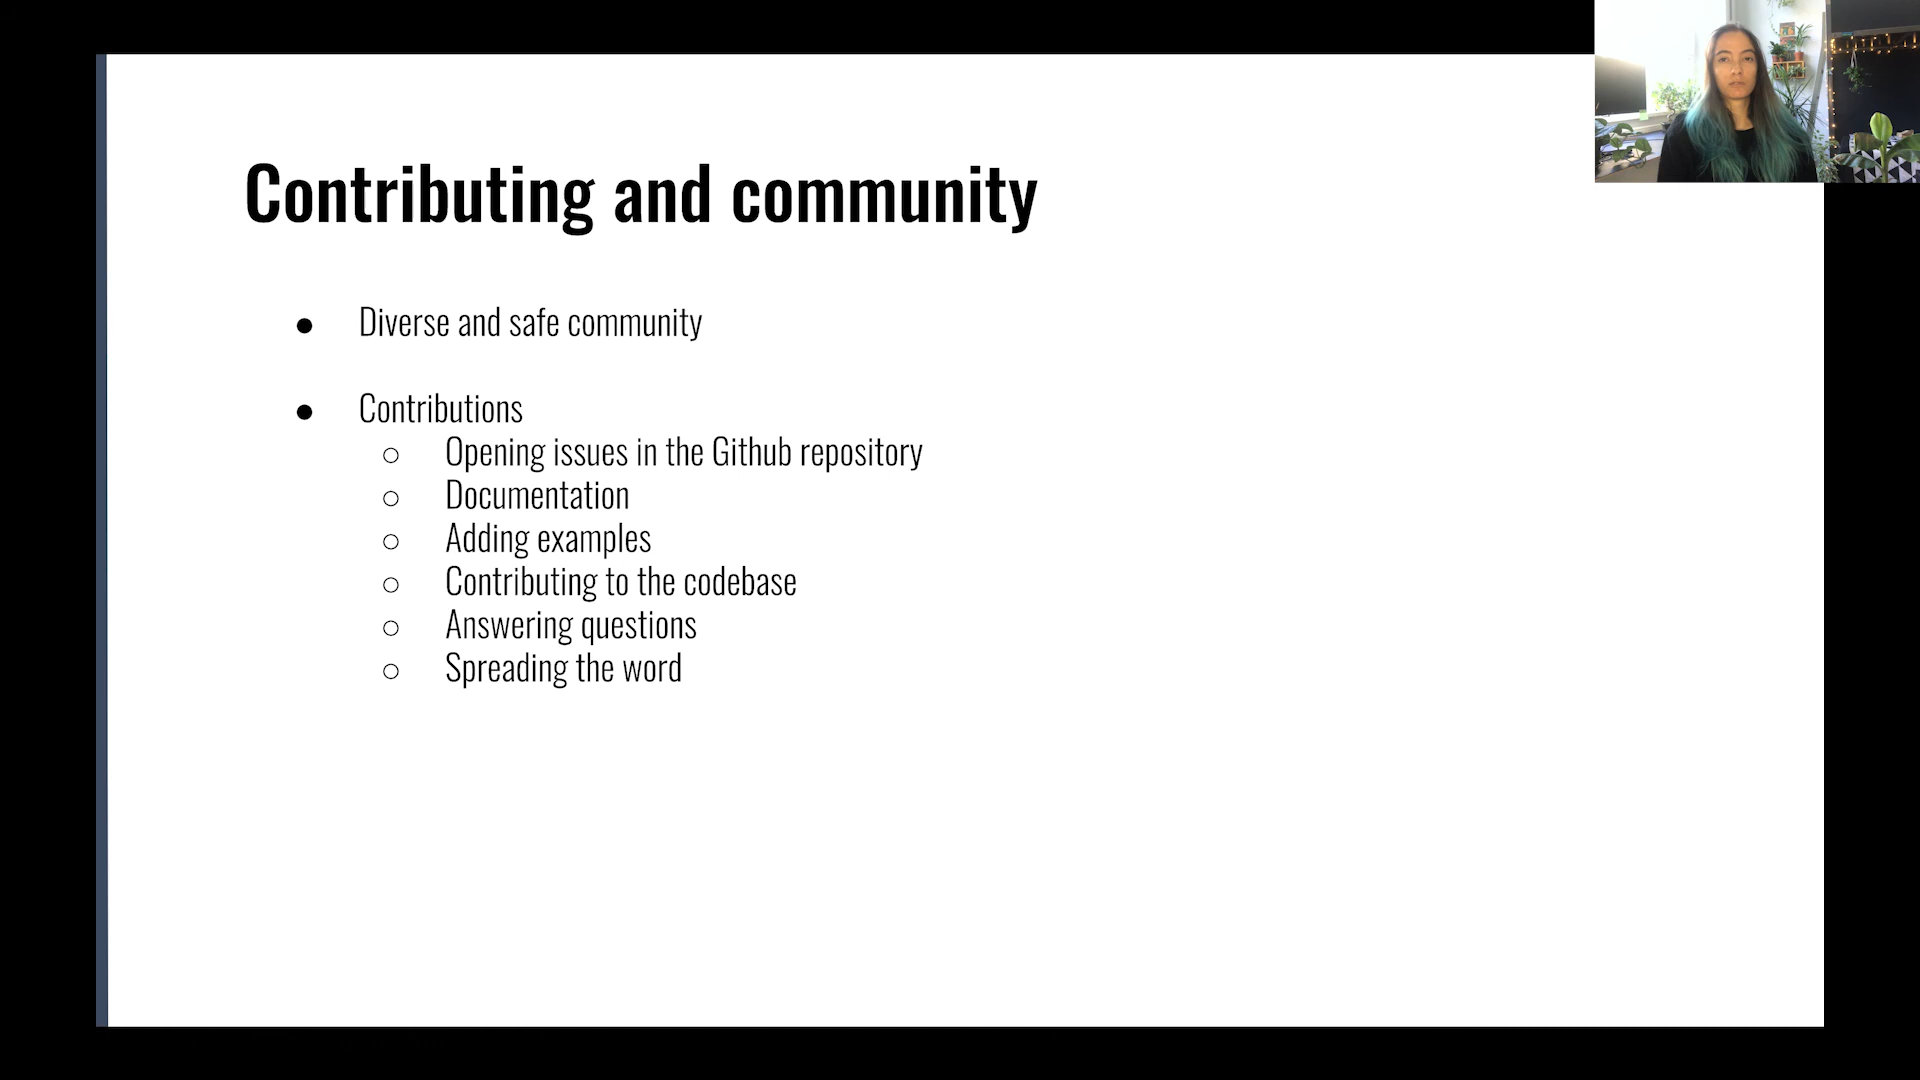 Contributing and community
● Diverse and safe community
● Contributions
○ Opening issues in the Github repository
○ Documentation
○ Adding examples
○ Contributing to the codebase
○ Answering questions
○ Spreading the word